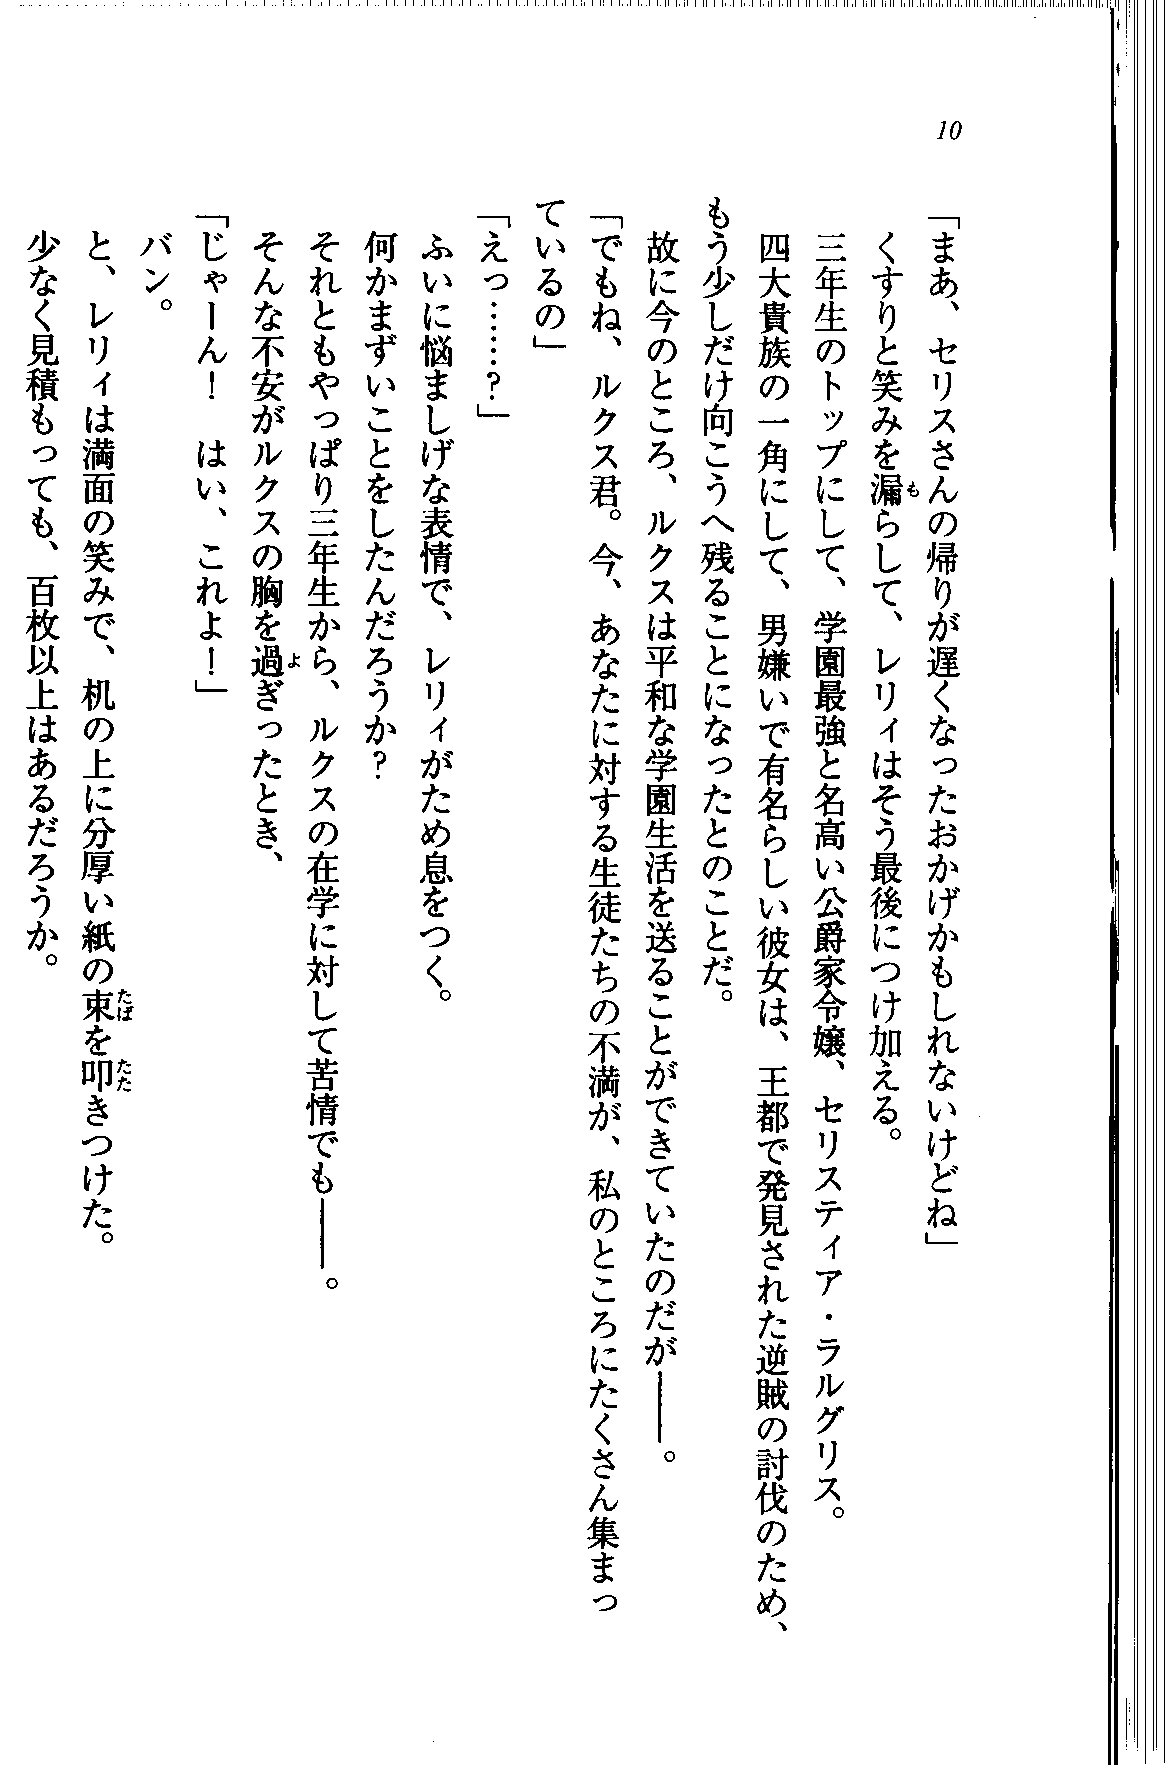 10
「まあ、セリスさんの帰りが遅くなったおかげかもしれないけどね」
くすりと笑みを漏らして、レリィはそう最後につけ加える。
三年生のトップにして、学園最強と名高い公爵家令嬢、セリスティア・ラルグリス。
四大貴族の一角にして、男嫌いで有名らしい彼女は、王都で発見された逆賊の討伐のため、
もう少しだけ向こうへ残ることになったとのことだ。
故に今のところ、ルクスは平和な学園生活を送ることができていたのだが――。
「でもね、ルクス君。今、あなたに対する生徒たちの不満が、私のところにたくさん集まっ
ているの」
「えっ……？」
ふいに悩ましげな表情で、レリィがため息をつく。
何かまずいことをしたんだろうか？
それともやっぱり三年生から、ルクスの在学に対して苦情でも――。
そんな不安がルクスの胸を過ぎったとき、
「じゃーん！　はい、これよ！」
バン。
と、レリィは満面の笑みで、机の上に分厚い紙の束を叩きつけた。
少なく見積もっても、百枚以上はあるだろうか。